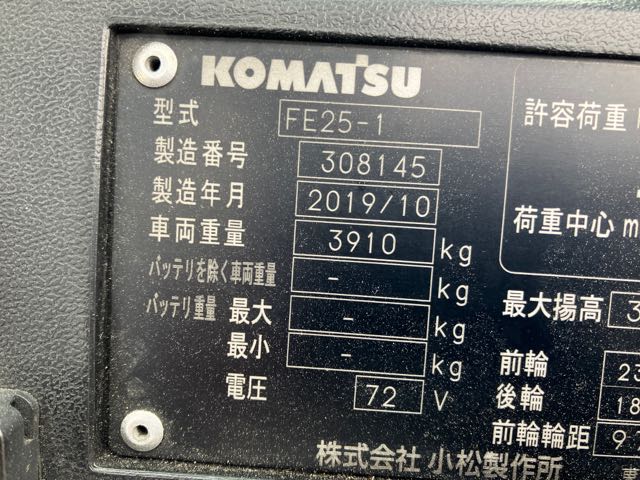 KOMATSU
型式 FE25-1
製造番号 308145
製造年月 2019/10
車両重量 3910 kg
バッテリを除く車両重量 - kg
バッテリ重量 最大 - kg
最小 - kg
電圧 72 V
株式会社 小松製作所
許容荷重
荷重中心 m
最大揚高 3
前輪 23
後輪 18
前輪輪距 9